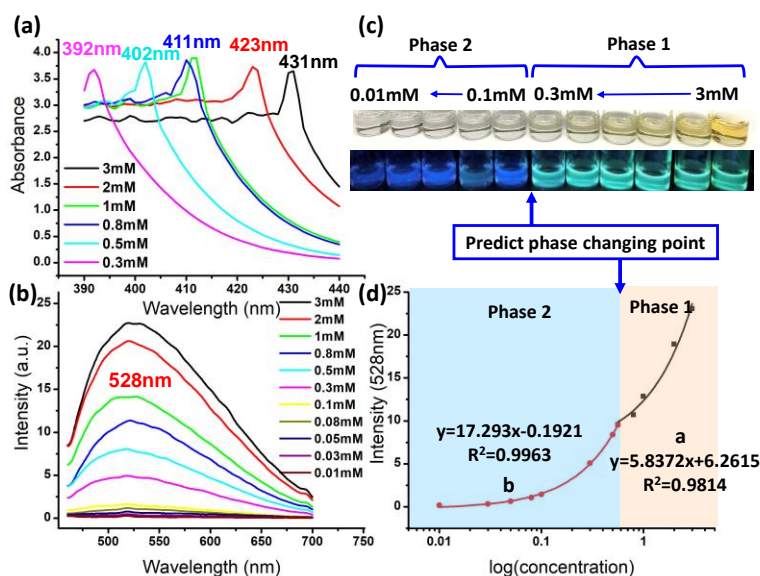 (a)
392nm
402nm
411nm
423nm
431nm
Absorbance
4.0
3.5
3.0
2.5
2.0
1.5
1.0
0.5
0.0
3mM
2mM
1mM
0.8mM
0.5mM
0.3mM
390 400 410 420 430 440
Wavelength (nm)
(c)
Phase 2
Phase 1
0.01mM
0.1mM
0.3mM
3mM
Predict phase changing point
(b)
Intensity (a.u.)
25
20
15
10
5
0
528nm
3mM
2mM
1mM
0.8mM
0.5mM
0.3mM
0.1mM
0.08mM
0.05mM
0.03mM
0.01mM
500 550 600 650 700 750
Wavelength (nm)
(d)
Phase 2
Phase 1
Intensity (528nm)
25
20
15
10
5
0
y=17.293x-0.1921
R²=0.9963
b
a
y=5.8372x+6.2615
R²=0.9814
0.01 0.1 1
log(concentration)